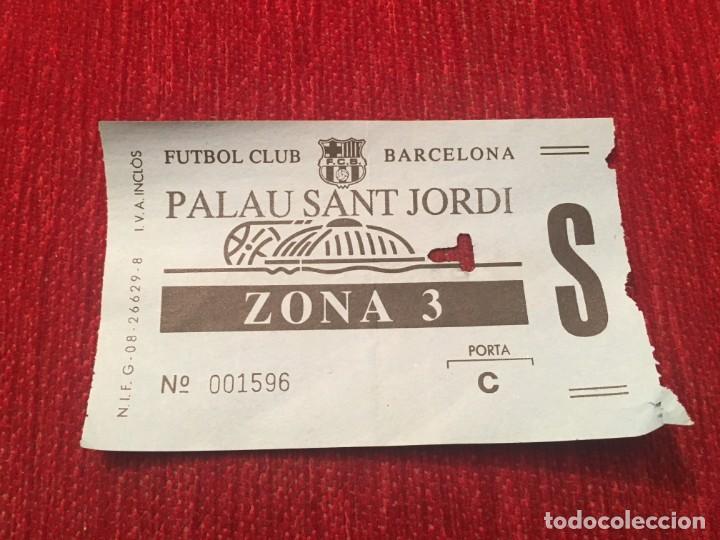 FUTBOL CLUB BARCELONA
F.C.B.
PALAU SANT JORDI
ZONA 3
Nº 001596
PORTA
C
S
N.I.F. G-08-26629-8 I.V.A. INCLÒS
todocoleccion